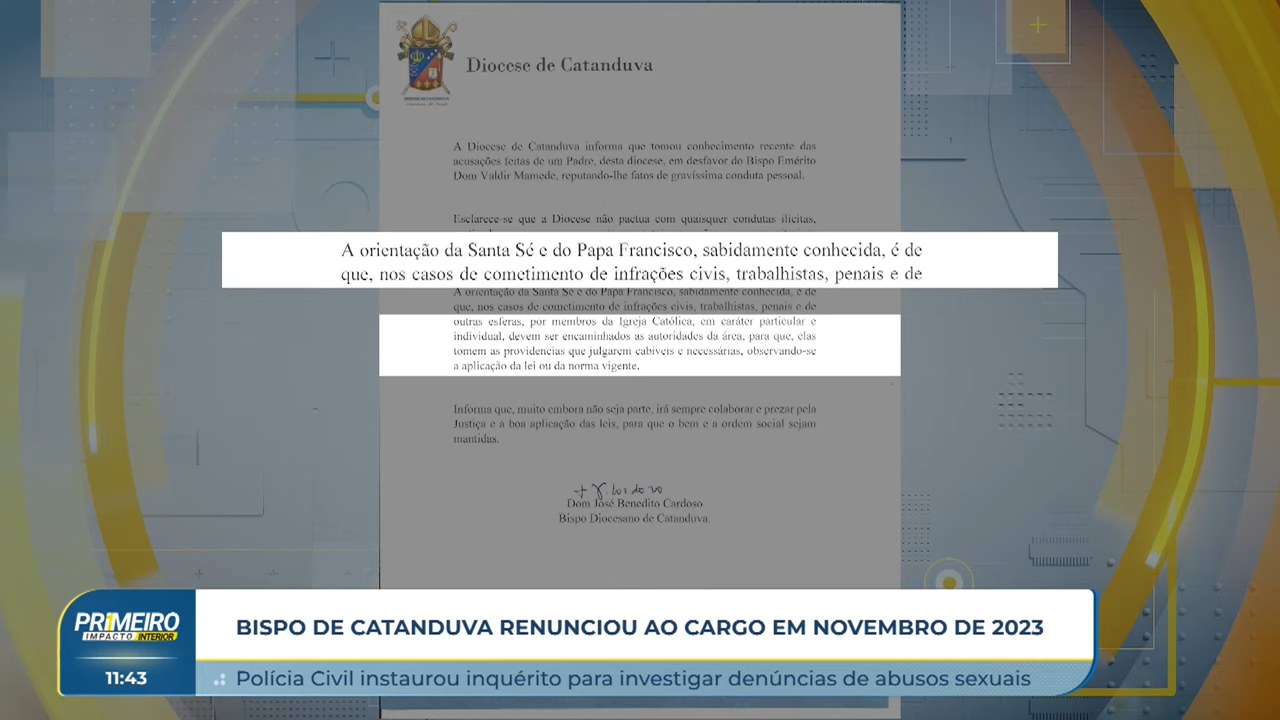 Diocese de Catanduva
A Diocese de Catanduva informa que tomou conhecimento recente das
acusações feitas de um Padre, desta diocese, em desfavor do Bispo Emérito
Dom Valdir Mamede, reputando-lhe fatos de gravíssima conduta pessoal.
Esclarece-se que a Diocese não pactua com quaisquer condutas ilícitas,
A orientação da Santa Sé e do Papa Francisco, sabidamente conhecida, é de
que, nos casos de cometimento de infrações civis, trabalhistas, penais e de
A orientação da Santa Sé e do Papa Francisco, sabidamente conhecida, é de
que, nos casos de cometimento de infrações civis, trabalhistas, penais e de
outras esferas, por membros da Igreja Católica, em caráter particular e
individual, devem ser encaminhados as autoridades da área, para que, elas
tomem as providencias que julgarem cabíveis e necessárias, observando-se
a aplicação da lei ou da norma vigente.
Informa que, muito embora não seja parte, irá sempre colaborar e prezar pela
Justiça e a boa aplicação das leis, para que o bem e a ordem social sejam
mantidas.
Dom José Benedito Cardoso
Bispo Diocesano de Catanduva.
PR1MEIRO
IMPACTO INTERIOR
11:43
BISPO DE CATANDUVA RENUNCIOU AO CARGO EM NOVEMBRO DE 2023
Polícia Civil instaurou inquérito para investigar denúncias de abusos sexuais